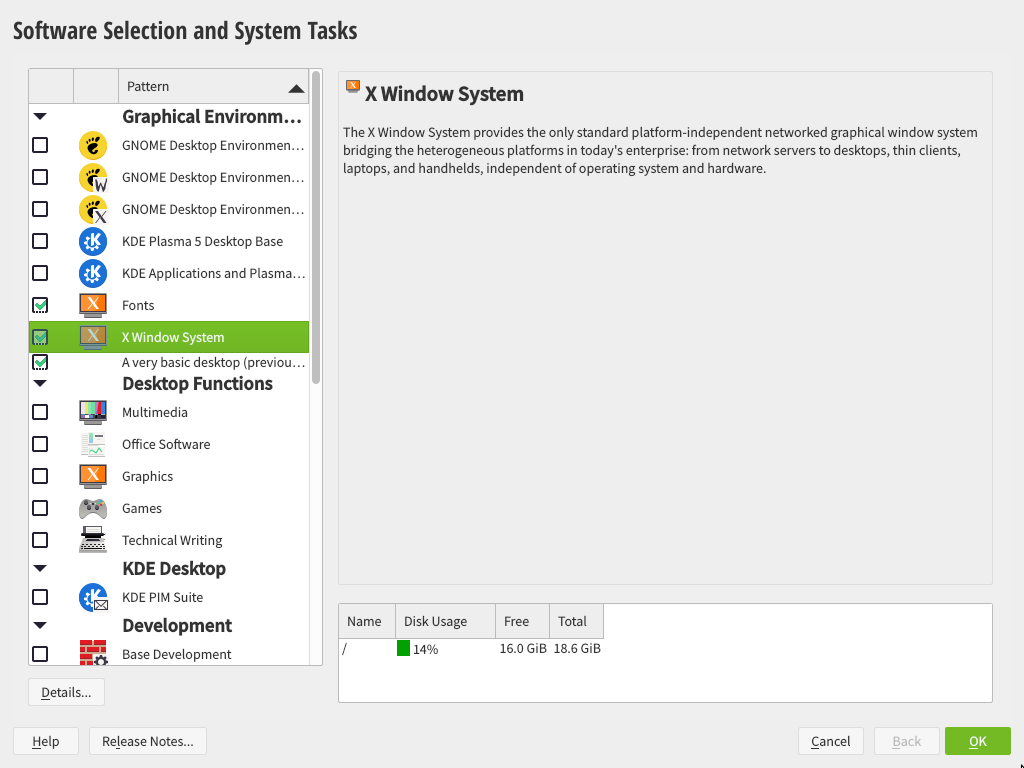 Software Selection and System Tasks
Pattern
Graphical Environm...
GNOME Desktop Environmen...
GNOME Desktop Environmen...
GNOME Desktop Environmen...
KDE Plasma 5 Desktop Base
KDE Applications and Plasma...
Fonts
X Window System
A very basic desktop (previou...
Desktop Functions
Multimedia
Office Software
Graphics
Games
Technical Writing
KDE Desktop
KDE PIM Suite
Development
Base Development
Details...
X Window System
The X Window System provides the only standard platform-independent networked graphical window system
bridging the heterogeneous platforms in today's enterprise: from network servers to desktops, thin clients,
laptops, and handhelds, independent of operating system and hardware.
Name Disk Usage Free Total
/ 14% 16.0 GiB 18.6 GiB
Help Release Notes... Cancel Back OK